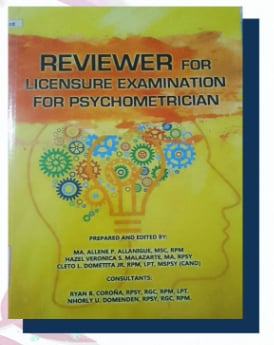 REVIEWER FOR
LICENSURE EXAMINATION
FOR PSYCHOMETRICIAN
PREPARED AND EDITED BY:
MA. ALLENE P. ALLANIGUE, MSC, RPM
HAZEL VERONICA S. MALAZARTE, MA, RPSY
CLETO L. DOMETITA JR, RPM, LPT, MSPSY (CAND)
CONSULTANTS:
RYAN R. COROÑA, RPSY, RGC, RPM, LPT.
NHORLY U. DOMENDEN, RPSY, RGC, RPM.